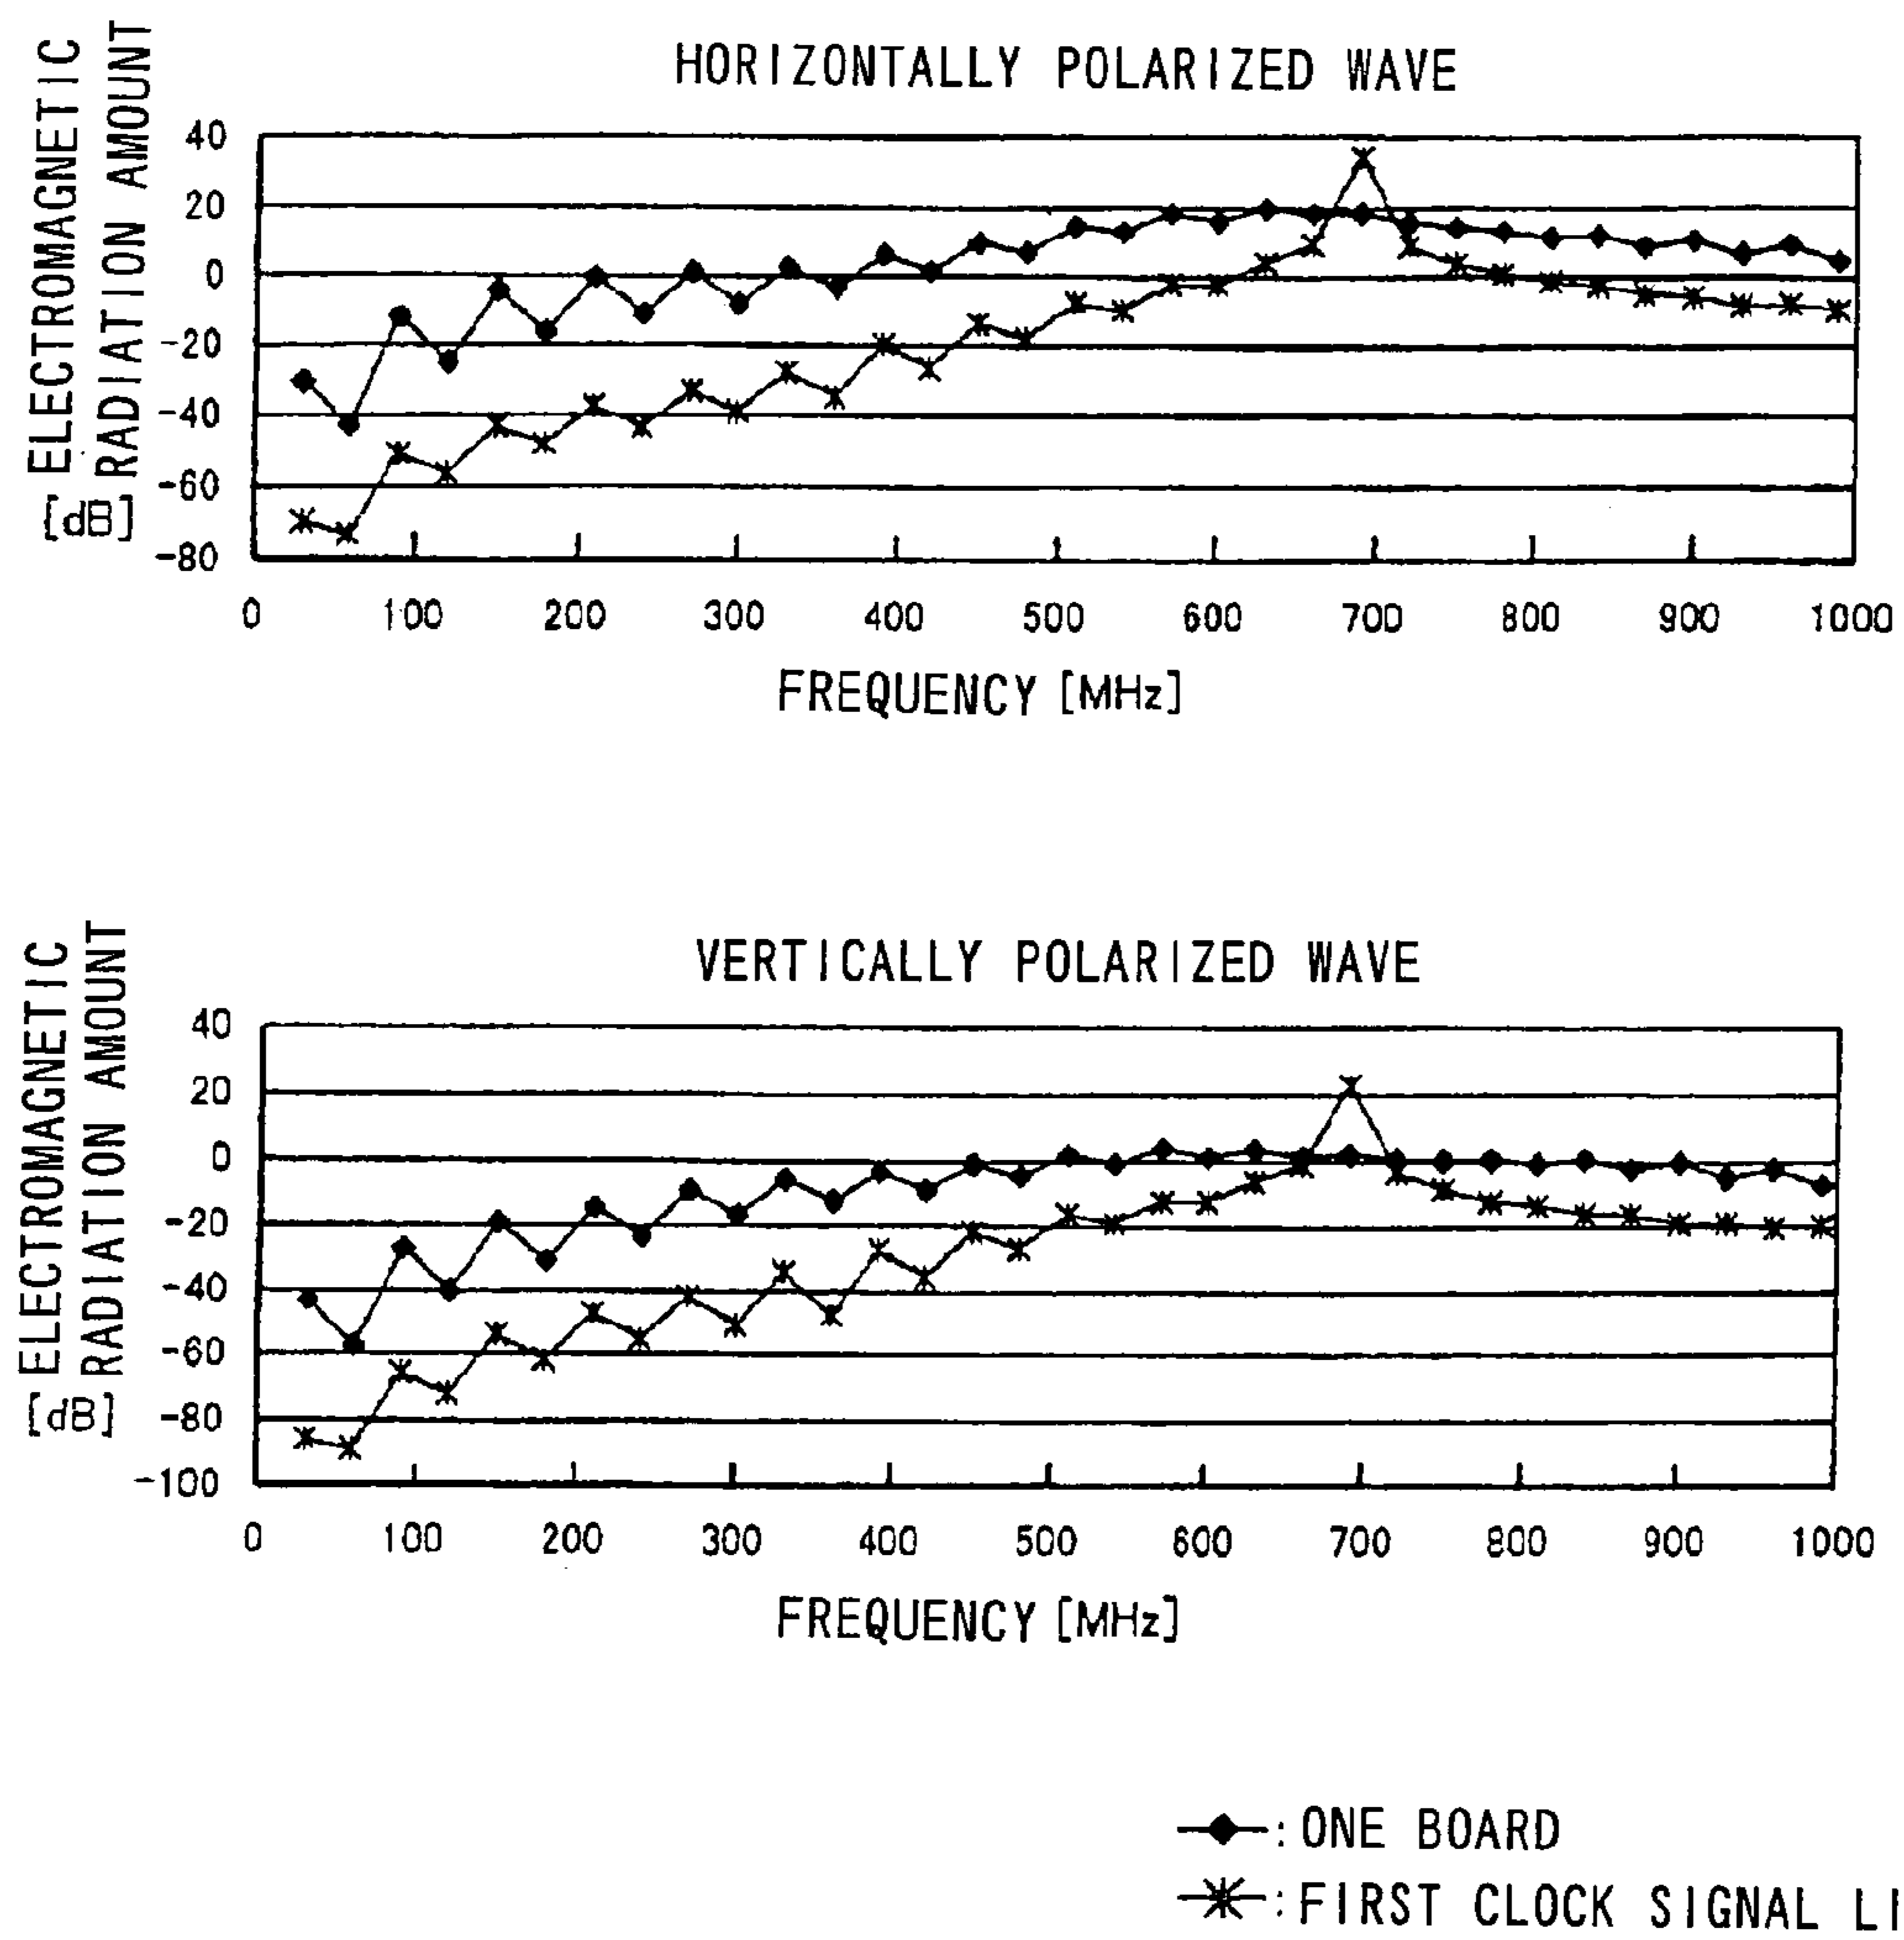 HORIZONTALLY POLARIZED WAVE
ELECTROMAGNETIC
RADIATION AMOUNT
[dB]
40
20
0
-20
-40
-60
-80
0 100 200 300 400 500 600 700 800 900 1000
FREQUENCY [MHz]
VERTICALLY POLARIZED WAVE
ELECTROMAGNETIC
RADIATION AMOUNT
[dB]
40
20
0
-20
-40
-60
-80
-100
0 100 200 300 400 500 600 700 800 900 1000
FREQUENCY [MHz]
: ONE BOARD
: FIRST CLOCK SIGNAL